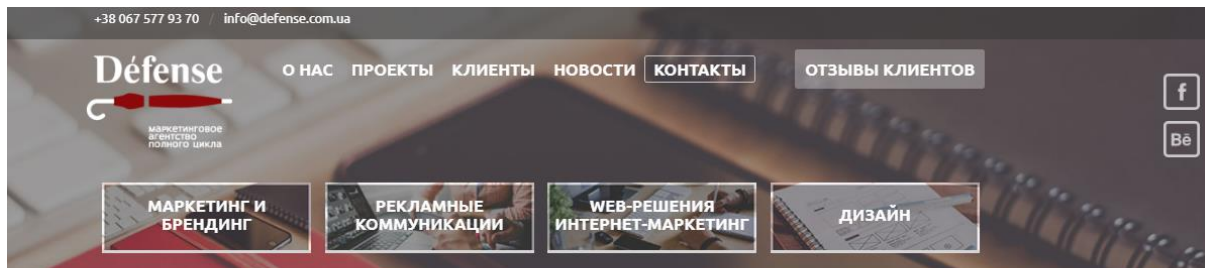 +38 067 577 93 70 / info@defense.com.ua
Défense
О НАС ПРОЕКТЫ КЛИЕНТЫ НОВОСТИ КОНТАКТЫ ОТЗЫВЫ КЛИЕНТОВ
маркетинговое
агентство
полного цикла
f
Bē
МАРКЕТИНГ И
БРЕНДИНГ
РЕКЛАМНЫЕ
КОММУНИКАЦИИ
WEB-РЕШЕНИЯ
ИНТЕРНЕТ-МАРКЕТИНГ
ДИЗАЙН